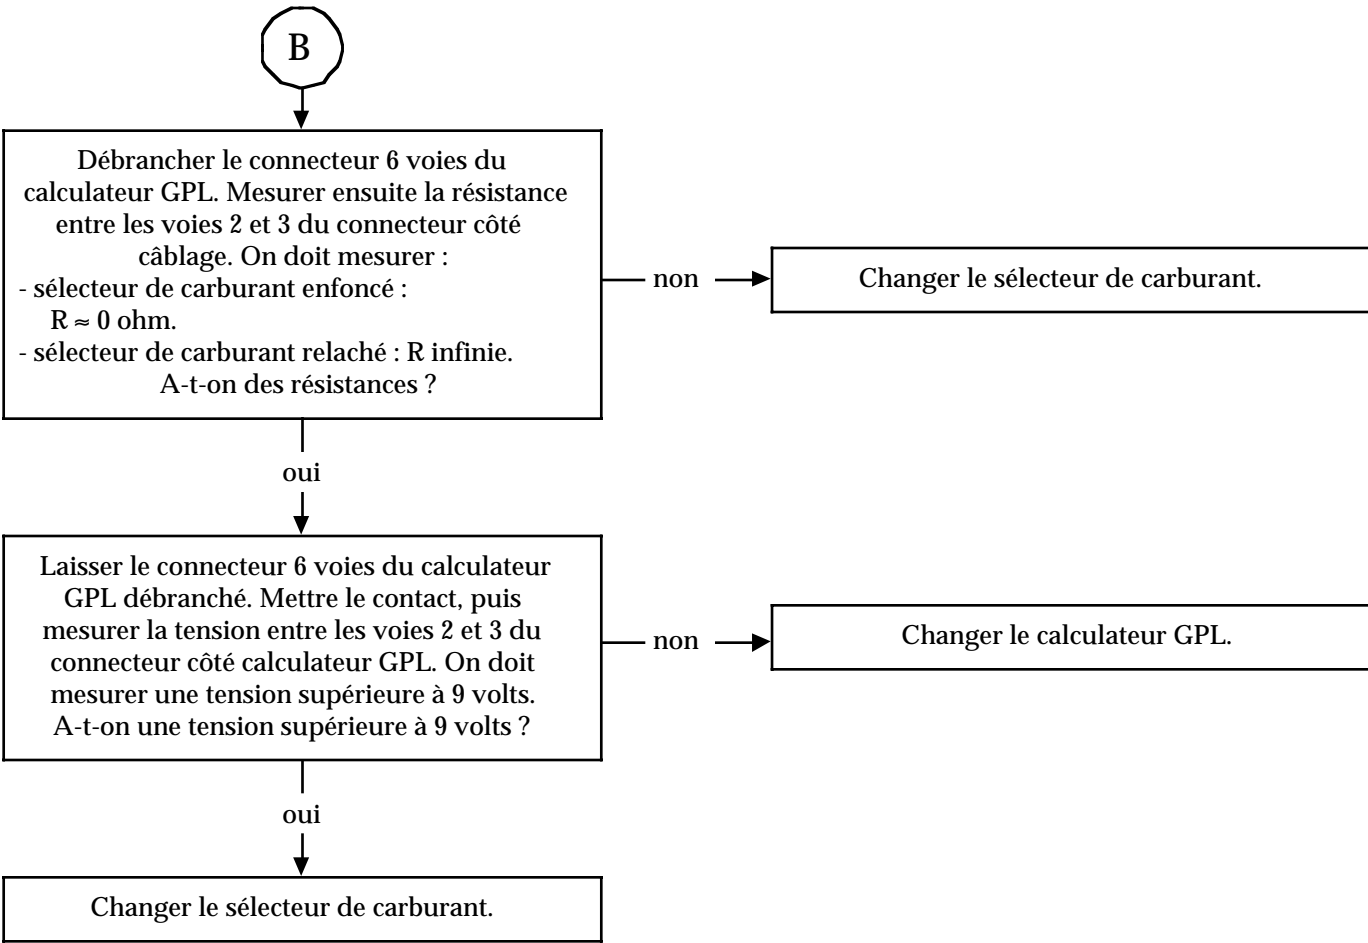 B
Débrancher le connecteur 6 voies du
calculateur GPL. Mesurer ensuite la résistance
entre les voies 2 et 3 du connecteur côté
câblage. On doit mesurer :
- sélecteur de carburant enfoncé :
R ≈ 0 ohm.
- sélecteur de carburant relaché : R infinie.
A-t-on des résistances ?
non
Changer le sélecteur de carburant.
oui
Laisser le connecteur 6 voies du calculateur
GPL débranché. Mettre le contact, puis
mesurer la tension entre les voies 2 et 3 du
connecteur côté calculateur GPL. On doit
mesurer une tension supérieure à 9 volts.
A-t-on une tension supérieure à 9 volts ?
non
Changer le calculateur GPL.
oui
Changer le sélecteur de carburant.